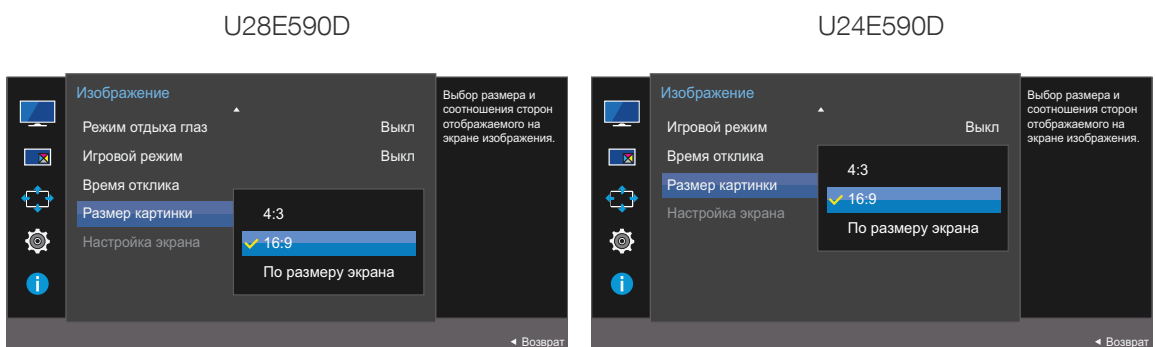 U28E590D
Изображение
Режим отдыха глаз Выкл
Игровой режим Выкл
Время отклика
Размер картинки
Настройка экрана
4:3
16:9
По размеру экрана
Выбор размера и
соотношения сторон
отображаемого на
экране изображения.
Возврат
U24E590D
Изображение
Игровой режим Выкл
Время отклика
Размер картинки
Настройка экрана
4:3
16:9
По размеру экрана
Выбор размера и
соотношения сторон
отображаемого на
экране изображения.
Возврат